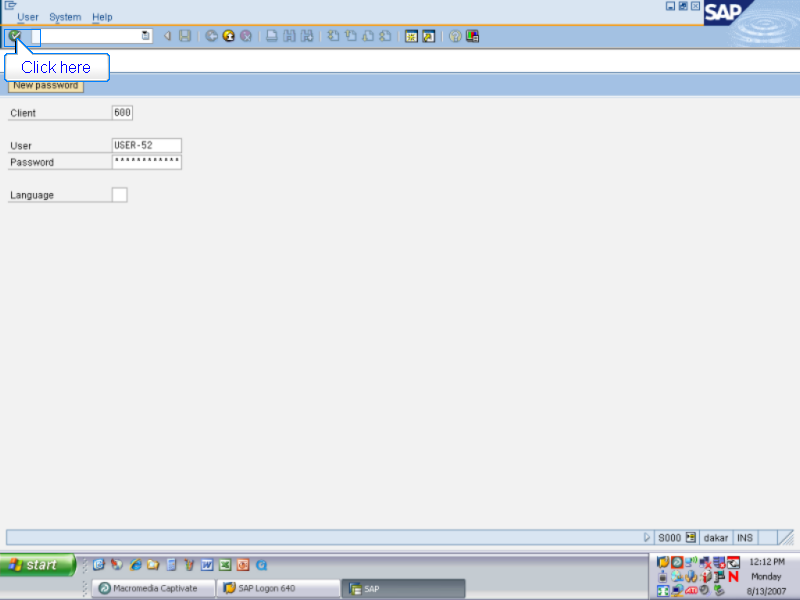 User System Help
SAP
Click here
New password
Client 600
User USER-52
Password ************
Language
S000 dakar INS
start
12:12 PM
Macromedia Captivate SAP Logon 640 SAP
Monday
8/13/2007